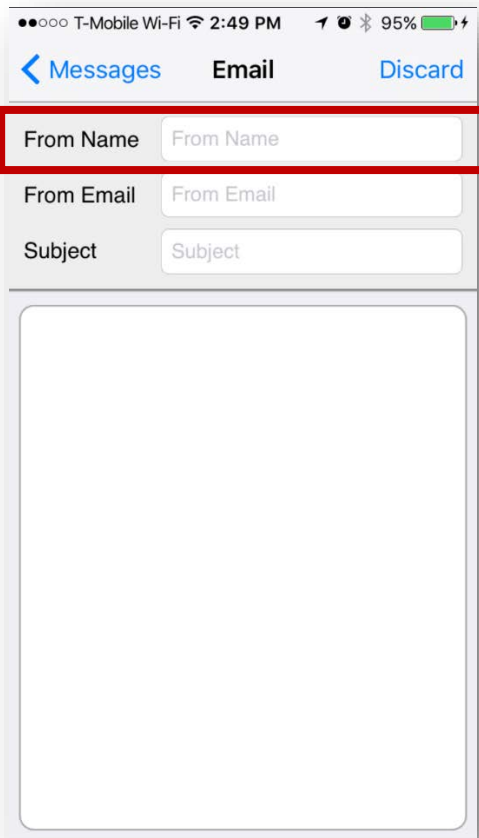 T-Mobile Wi-Fi 2:49 PM 95%
Messages Email Discard
From Name From Name
From Email From Email
Subject Subject